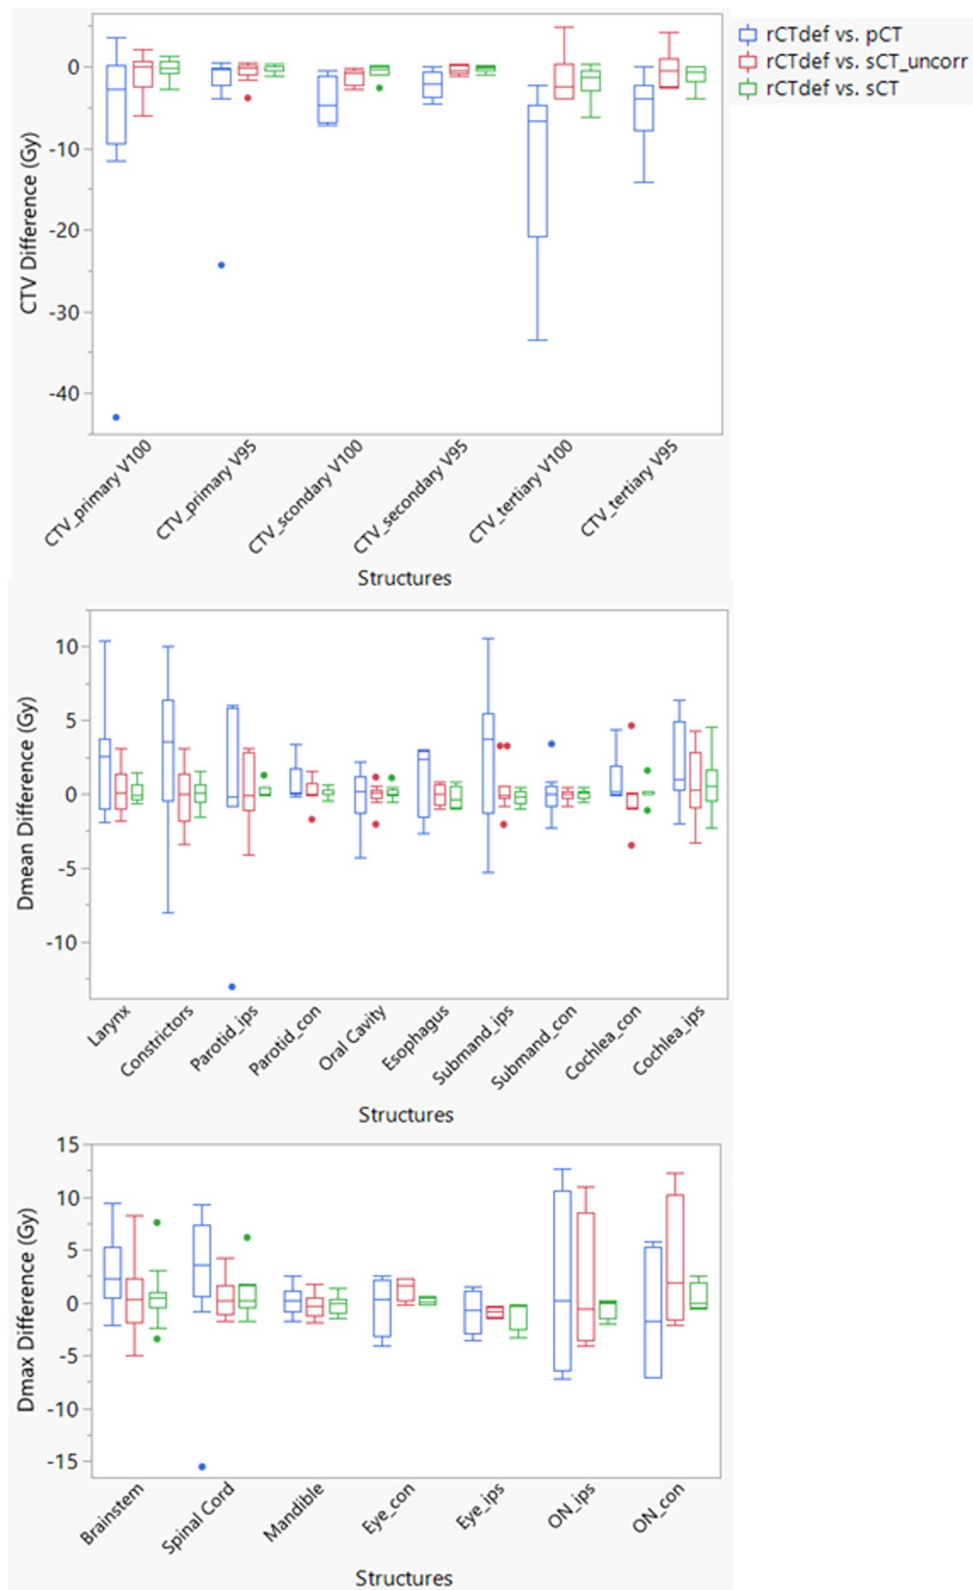 rCTdef vs. pCT
rCTdef vs. sCT_uncorr
rCTdef vs. sCT
CTV Difference (Gy)
0
-10
-20
-30
-40
CTV_primary V100
CTV_primary V95
CTV_scondary V100
CTV_secondary V95
CTV_tertiary V100
CTV_tertiary V95
Structures
Dmean Difference (Gy)
10
5
0
-5
-10
Larynx
Constrictors
Parotid_ips
Parotid_con
Oral Cavity
Esophagus
Submand_ips
Submand_con
Cochlea_con
Cochlea_ips
Structures
Dmax Difference (Gy)
15
10
5
0
-5
-10
-15
Brainstem
Spinal Cord
Mandible
Eye_con
Eye_ips
ON_ips
ON_con
Structures